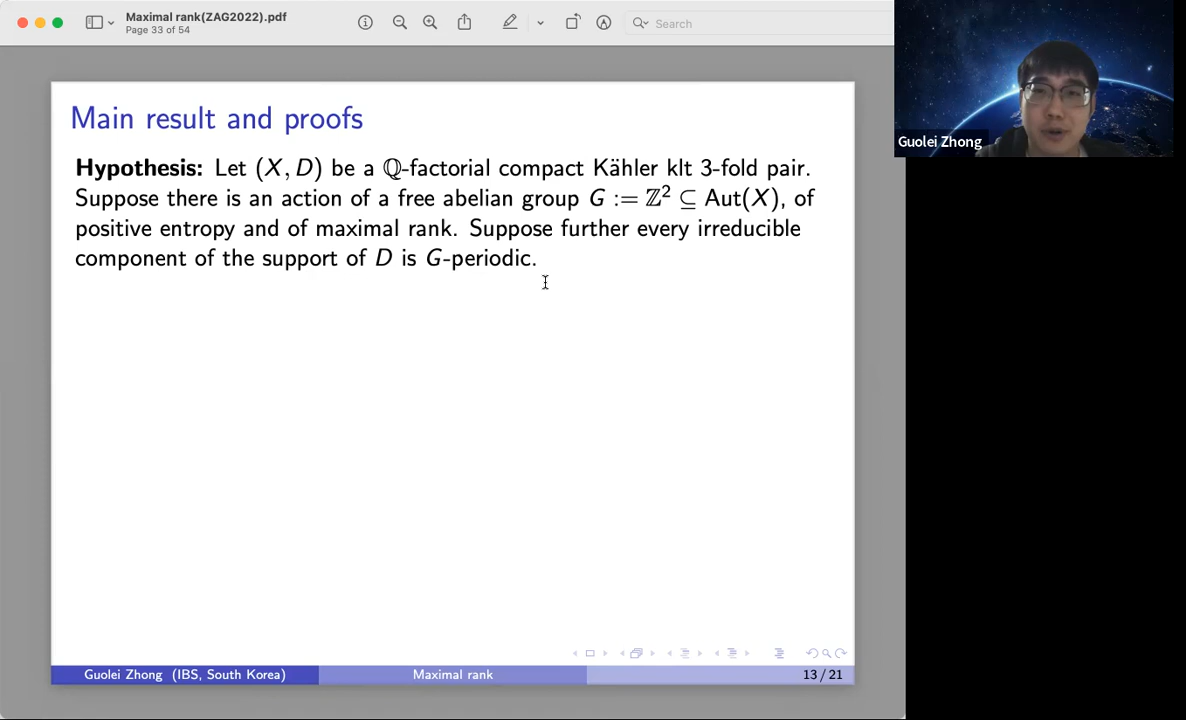 Maximal rank(ZAG2022).pdf
Page 33 of 54
Search
Guolei Zhong
Main result and proofs
Hypothesis: Let (X, D) be a ℚ-factorial compact Kähler klt 3-fold pair.
Suppose there is an action of a free abelian group G := ℤ² ⊆ Aut(X), of
positive entropy and of maximal rank. Suppose further every irreducible
component of the support of D is G-periodic.
Guolei Zhong (IBS, South Korea)
Maximal rank
13 / 21